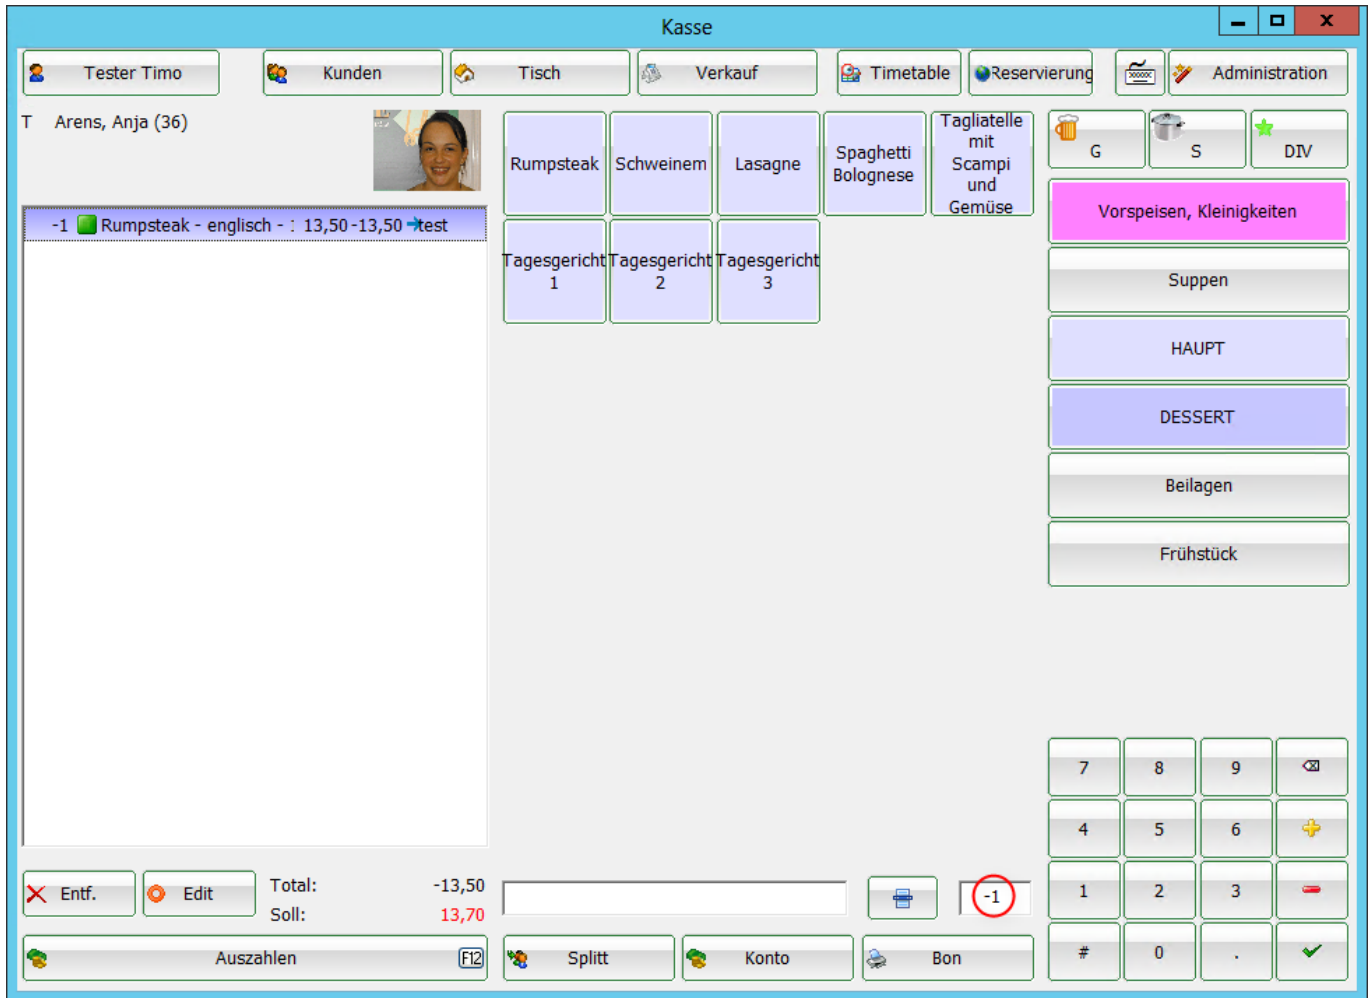 Kasse
Tester Timo
Kunden
Tisch
Verkauf
Timetable
Reservierung
Administration
T Arens, Anja (36)
-1 Rumpsteak - englisch - : 13,50 -13,50 test
Rumpsteak
Schweinem
Lasagne
Spaghetti
Bolognese
Tagliatelle
mit
Scampi
und
Gemüse
Tagesgericht
1
Tagesgericht
2
Tagesgericht
3
G
S
DIV
Vorspeisen, Kleinigkeiten
Suppen
HAUPT
DESSERT
Beilagen
Frühstück
7 8 9
4 5 6
1 2 3
# 0 .
Entf.
Edit
Total: -13,50
Soll: 13,70
-1
Auszahlen F12
Splitt
Konto
Bon